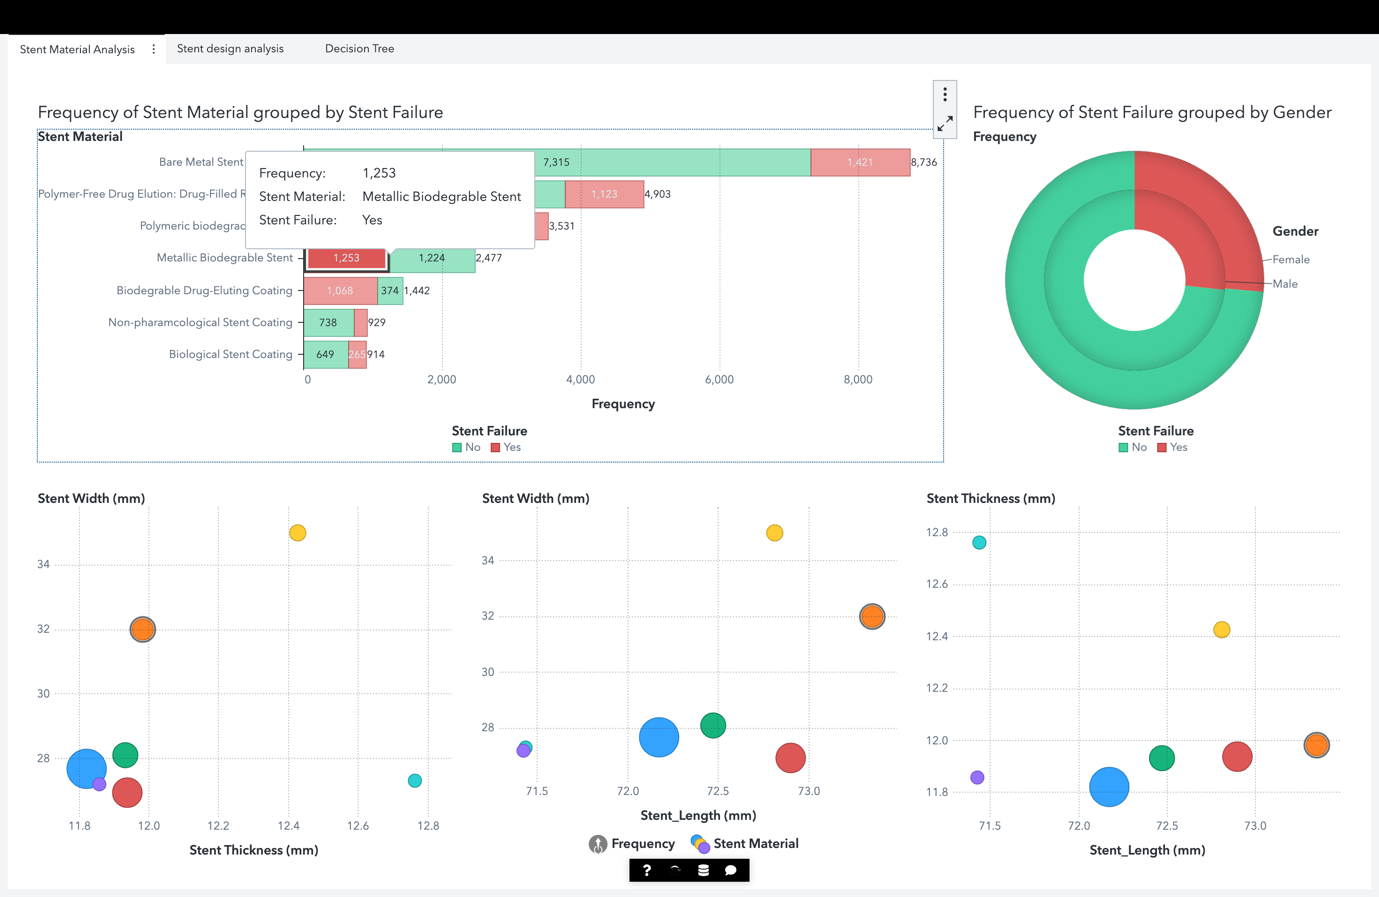 Stent Material Analysis
Stent design analysis
Decision Tree
Frequency of Stent Material grouped by Stent Failure
Stent Material
Bare Metal Stent
7,315
1,421
8,736
Polymer-Free Drug Elution: Drug-Filled
1,123
4,903
Polymeric
3,531
Frequency: 1,253
Stent Material: Metallic Biodegrable Stent
Stent Failure: Yes
Metallic Biodegrable Stent
1,253
1,224
2,477
Biodegrable Drug-Eluting Coating
1,068
374
1,442
Non-pharamcological Stent Coating
738
929
Biological Stent Coating
649
265
914
0 2,000 4,000 6,000 8,000
Frequency
Stent Failure
No Yes
Frequency of Stent Failure grouped by Gender
Frequency
Gender
Female
Male
Stent Failure
No Yes
Stent Width (mm)
34
32
30
28
11.8 12.0 12.2 12.4 12.6 12.8
Stent Thickness (mm)
Stent Width (mm)
34
32
30
28
71.5 72.0 72.5 73.0
Stent_Length (mm)
Frequency Stent Material
?
Stent Thickness (mm)
12.8
12.6
12.4
12.2
12.0
11.8
71.5 72.0 72.5 73.0
Stent_Length (mm)